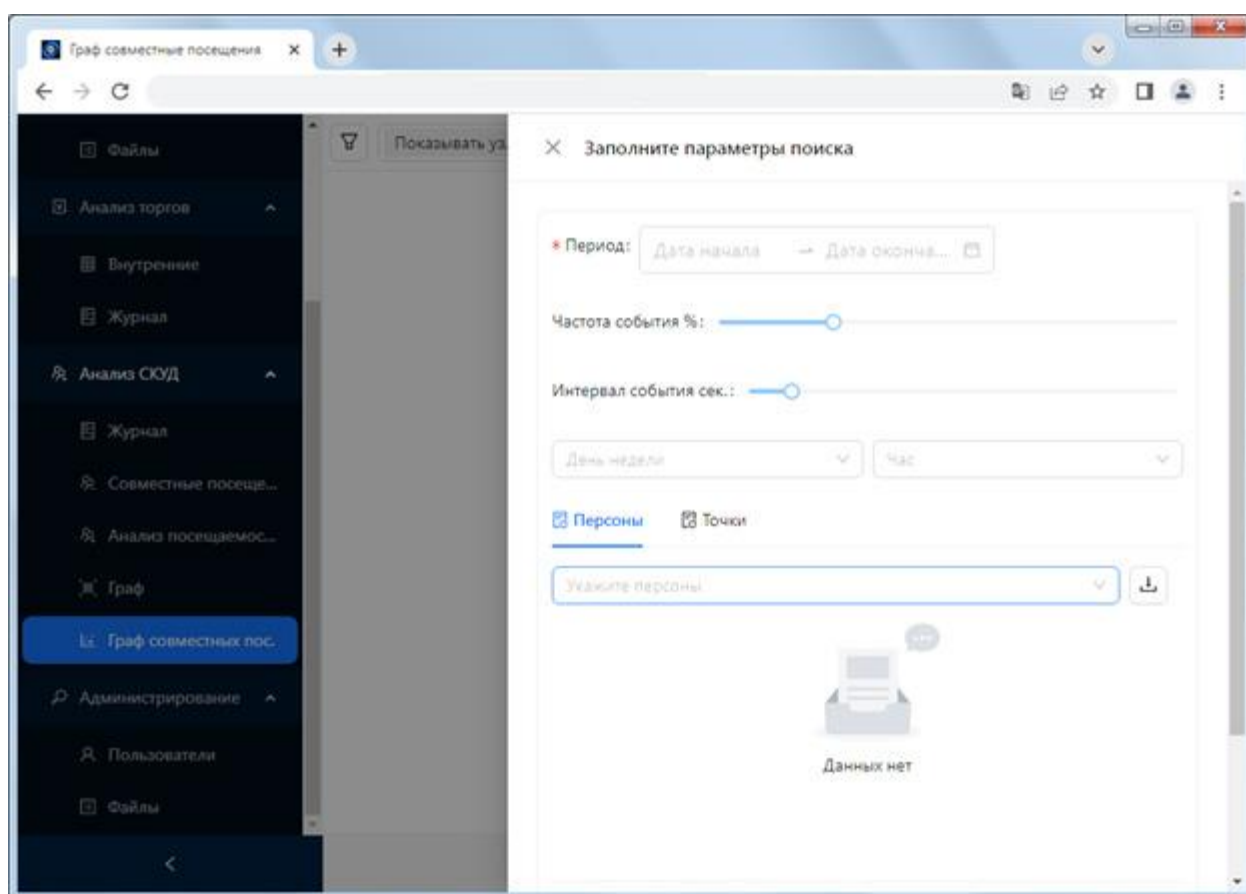 Граф совместные посещения
Файлы
Показывать уз
Заполните параметры поиска
Анализ торгов
* Период: Дата начала → Дата оконча...
Внутренние
Журнал
Частота события %:
Анализ СКУД
Интервал события сек.:
Журнал
День недели
Час
Совместные посеще...
Персоны
Точки
Анализ посещаемос...
Граф
Укажите персоны
Граф совместных пос.
Администрирование
Пользователи
Данных нет
Файлы